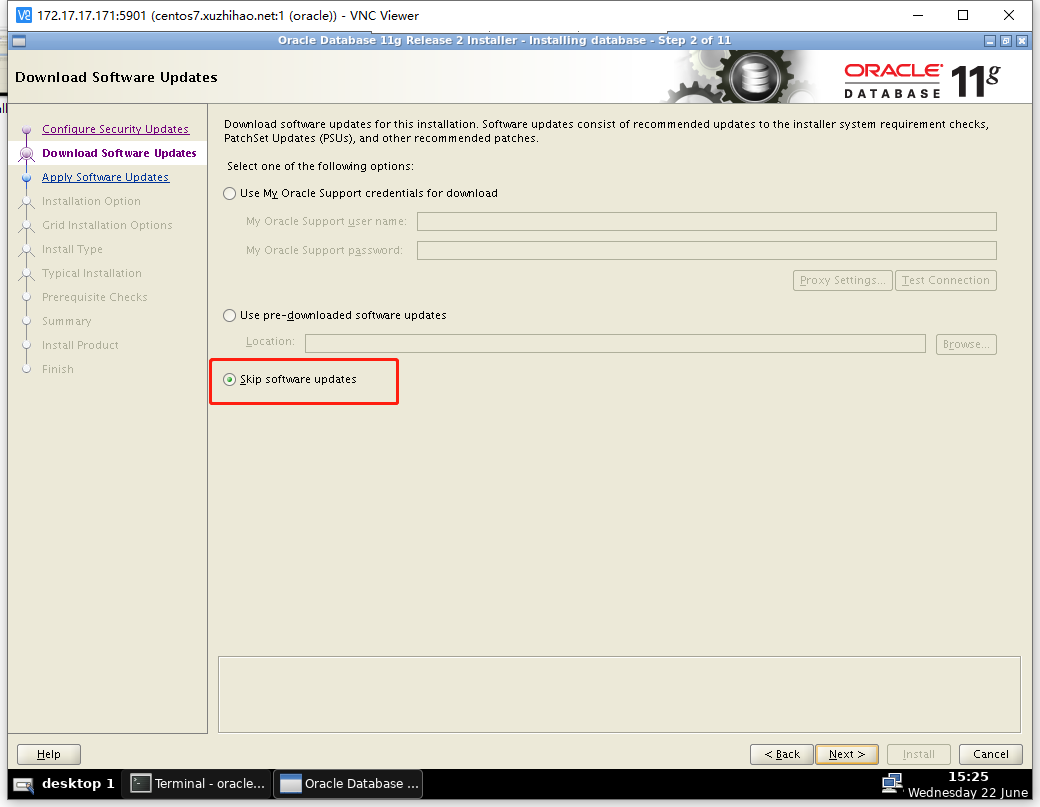 172.17.17.171:5901 (centos7.xuzhihao.net:1 (oracle)) - VNC Viewer
Oracle Database 11g Release 2 Installer - Installing database - Step 2 of 11
Download Software Updates
ORACLE
DATABASE 11g
Configure Security Updates
Download Software Updates
Apply Software Updates
Installation Option
Grid Installation Options
Install Type
Typical Installation
Prerequisite Checks
Summary
Install Product
Finish
Download software updates for this installation. Software updates consist of recommended updates to the installer system requirement checks,
PatchSet Updates (PSUs), and other recommended patches.
Select one of the following options:
Use My Oracle Support credentials for download
My Oracle Support user name:
My Oracle Support password:
Proxy Settings... Test Connection
Use pre-downloaded software updates
Location: Browse...
Skip software updates
Help < Back Next > Install Cancel
desktop 1 Terminal - oracle... Oracle Database ... 15:25
Wednesday 22 June